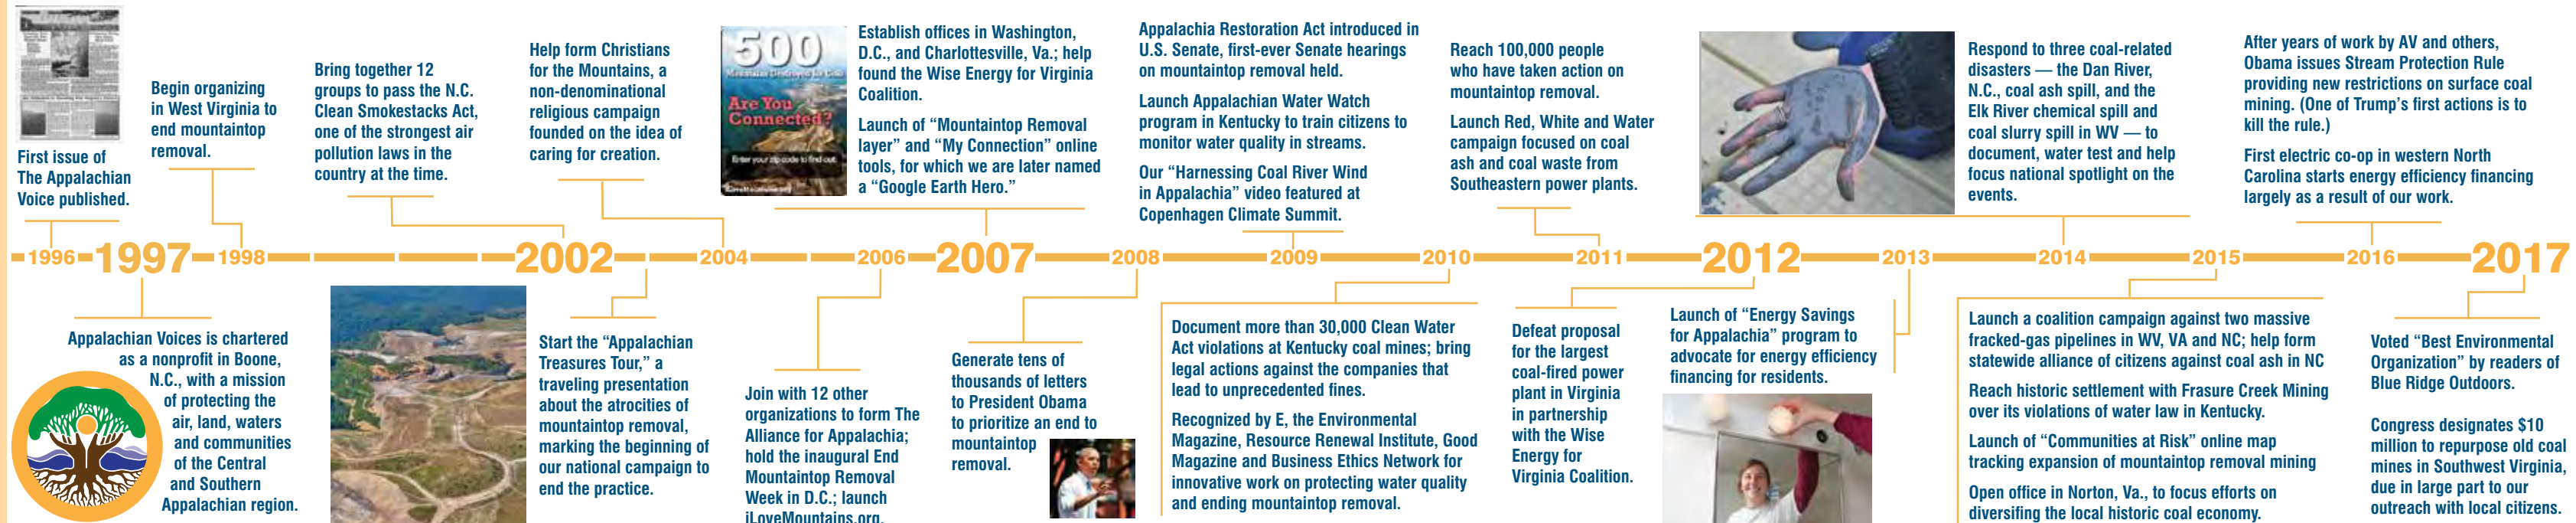 First issue of
The Appalachian
Voice published.
Begin organizing
in West Virginia to
end mountaintop
removal.
Bring together 12
groups to pass the N.C.
Clean Smokestacks Act,
one of the strongest air
pollution laws in the
country at the time.
Help form Christians
for the Mountains, a
non-denominational
religious campaign
founded on the idea of
caring for creation.
500
Mountains Destroyed for Coal
Are You
Connected?
Enter your zip code to find out.
iLoveMountains.org
Establish offices in Washington,
D.C., and Charlottesville, Va.; help
found the Wise Energy for Virginia
Coalition.
Launch of “Mountaintop Removal
layer” and “My Connection” online
tools, for which we are later named
a “Google Earth Hero.”
Appalachia Restoration Act introduced in
U.S. Senate, first-ever Senate hearings
on mountaintop removal held.
Launch Appalachian Water Watch
program in Kentucky to train citizens to
monitor water quality in streams.
Our “Harnessing Coal River Wind
in Appalachia” video featured at
Copenhagen Climate Summit.
Reach 100,000 people
who have taken action on
mountaintop removal.
Launch Red, White and Water
campaign focused on coal
ash and coal waste from
Southeastern power plants.
Respond to three coal-related
disasters — the Dan River,
N.C., coal ash spill, and the
Elk River chemical spill and
coal slurry spill in WV — to
document, water test and help
focus national spotlight on the
events.
After years of work by AV and others,
Obama issues Stream Protection Rule
providing new restrictions on surface coal
mining. (One of Trump’s first actions is to
kill the rule.)
First electric co-op in western North
Carolina starts energy efficiency financing
largely as a result of our work.
1996 1997 1998 2002 2004 2006 2007 2008 2009 2010 2011 2012 2013 2014 2015 2016 2017
Appalachian Voices is chartered
as a nonprofit in Boone,
N.C., with a mission
of protecting the
air, land, waters
and communities
of the Central
and Southern
Appalachian region.
Start the “Appalachian
Treasures Tour,” a
traveling presentation
about the atrocities of
mountaintop removal,
marking the beginning of
our national campaign to
end the practice.
Join with 12 other
organizations to form The
Alliance for Appalachia;
hold the inaugural End
Mountaintop Removal
Week in D.C.; launch
iLoveMountains.org.
Generate tens of
thousands of letters
to President Obama
to prioritize an end to
mountaintop
removal.
Document more than 30,000 Clean Water
Act violations at Kentucky coal mines; bring
legal actions against the companies that
lead to unprecedented fines.
Recognized by E, the Environmental
Magazine, Resource Renewal Institute, Good
Magazine and Business Ethics Network for
innovative work on protecting water quality
and ending mountaintop removal.
Defeat proposal
for the largest
coal-fired power
plant in Virginia
in partnership
with the Wise
Energy for
Virginia Coalition.
Launch of “Energy Savings
for Appalachia” program to
advocate for energy efficiency
financing for residents.
Launch a coalition campaign against two massive
fracked-gas pipelines in WV, VA and NC; help form
statewide alliance of citizens against coal ash in NC
Reach historic settlement with Frasure Creek Mining
over its violations of water law in Kentucky.
Launch of “Communities at Risk” online map
tracking expansion of mountaintop removal mining
Open office in Norton, Va., to focus efforts on
diversifing the local historic coal economy.
Voted “Best Environmental
Organization” by readers of
Blue Ridge Outdoors.
Congress designates $10
million to repurpose old coal
mines in Southwest Virginia,
due in large part to our
outreach with local citizens.